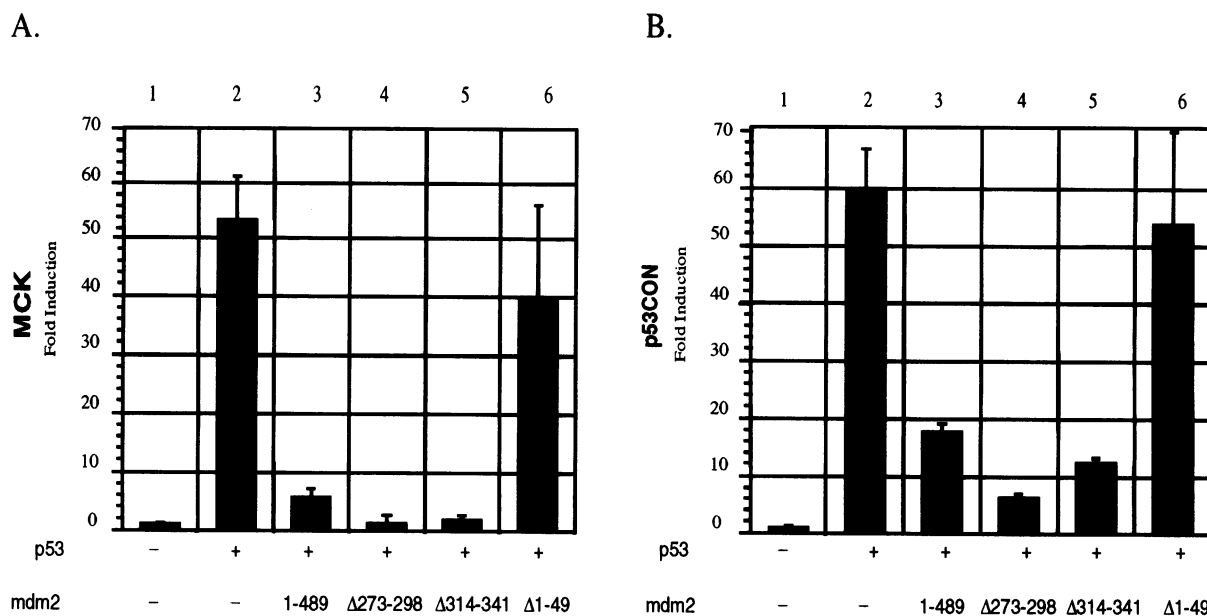 A.
1 2 3 4 5 6
70
60
50
40
30
20
10
0
MCK
Fold Induction
p53 – + + + + +
mdm2 – – 1-489 Δ273-298 Δ314-341 Δ1-49
B.
1 2 3 4 5 6
70
60
50
40
30
20
10
0
p53CON
Fold Induction
p53 – + + + + +
mdm2 – – 1-489 Δ273-298 Δ314-341 Δ1-49